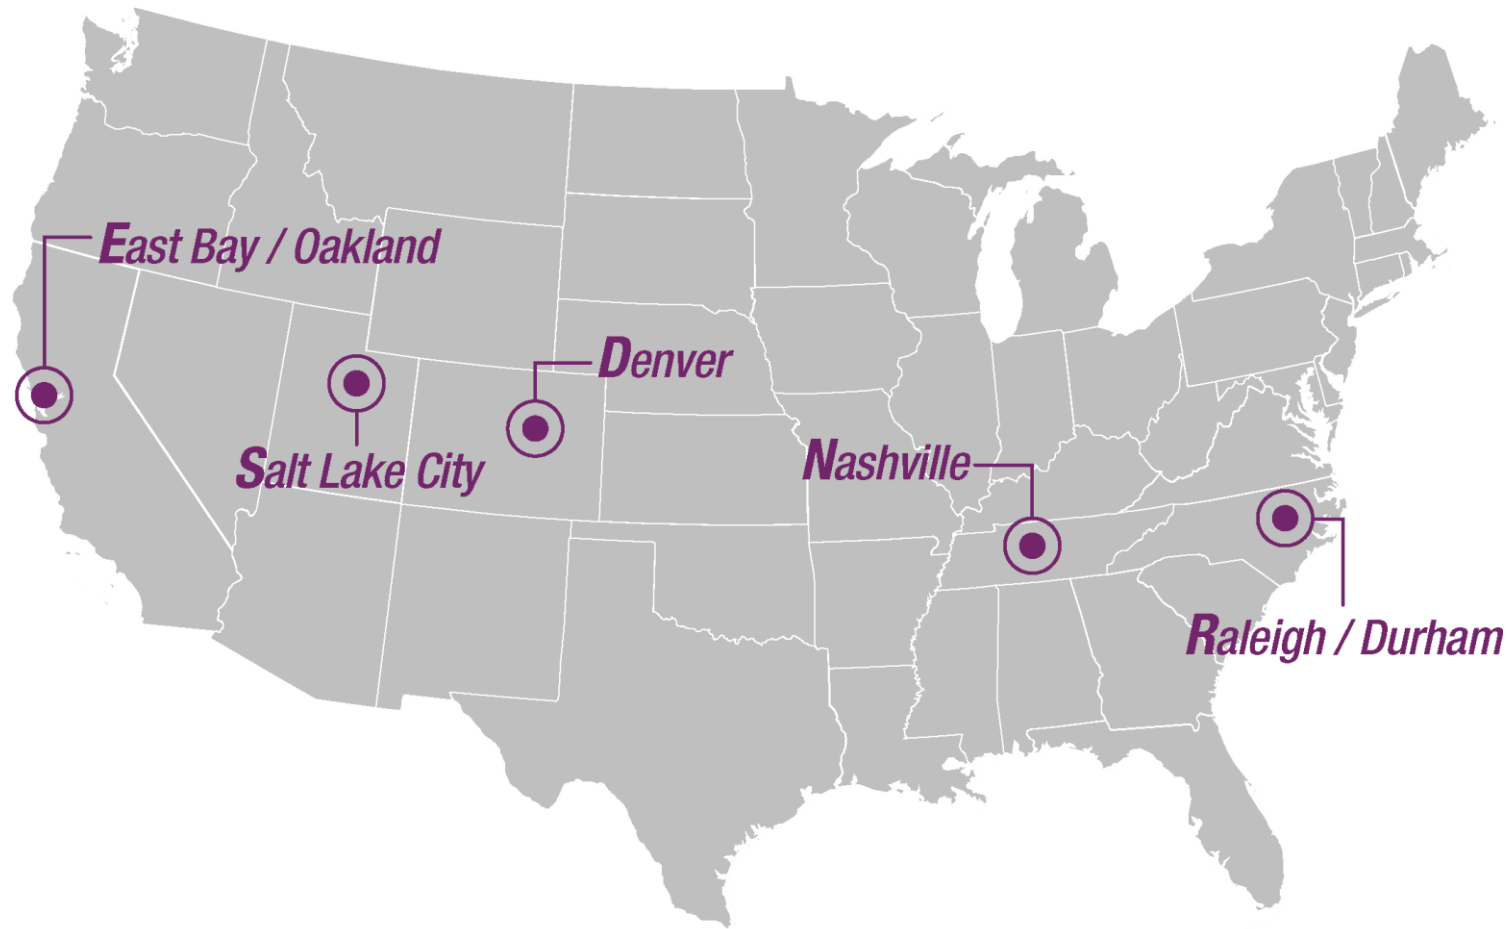 East Bay / Oakland
Denver
Salt Lake City
Nashville
Raleigh / Durham